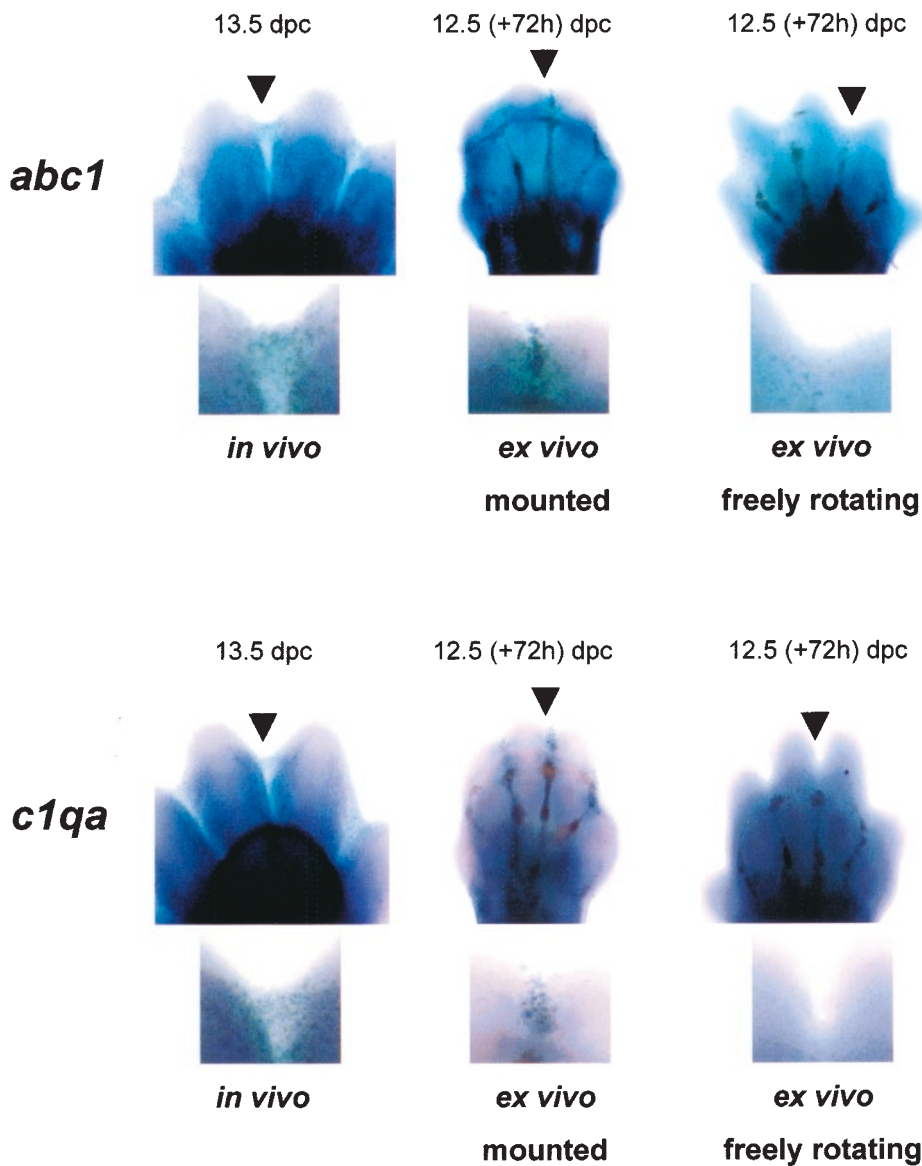 13.5 dpc 12.5 (+72h) dpc 12.5 (+72h) dpc
abc1
in vivo ex vivo ex vivo
mounted freely rotating
13.5 dpc 12.5 (+72h) dpc 12.5 (+72h) dpc
c1qa
in vivo ex vivo ex vivo
mounted freely rotating